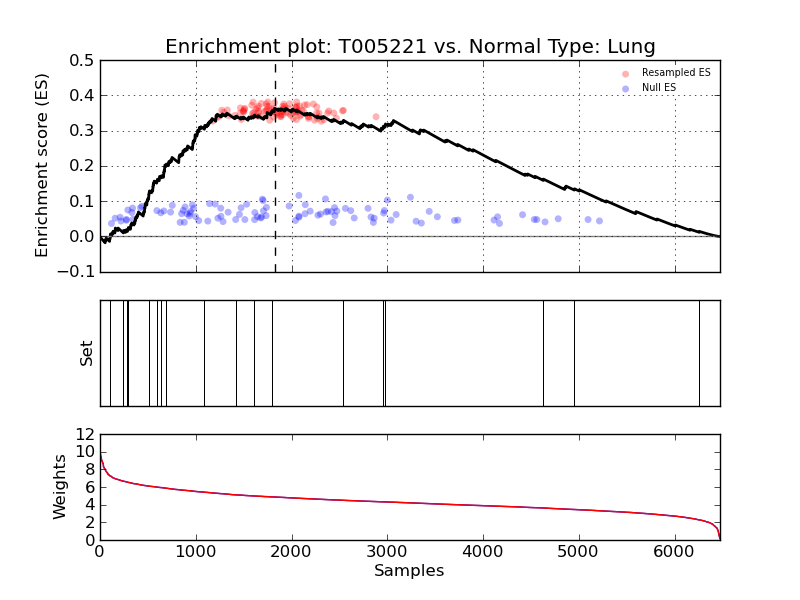 Enrichment plot: T005221 vs. Normal Type: Lung
Enrichment score (ES)
0.5
0.4
0.3
0.2
0.1
0.0
−0.1
Resampled ES
Null ES
Set
Weights
12
10
8
6
4
2
0
0 1000 2000 3000 4000 5000 6000
Samples